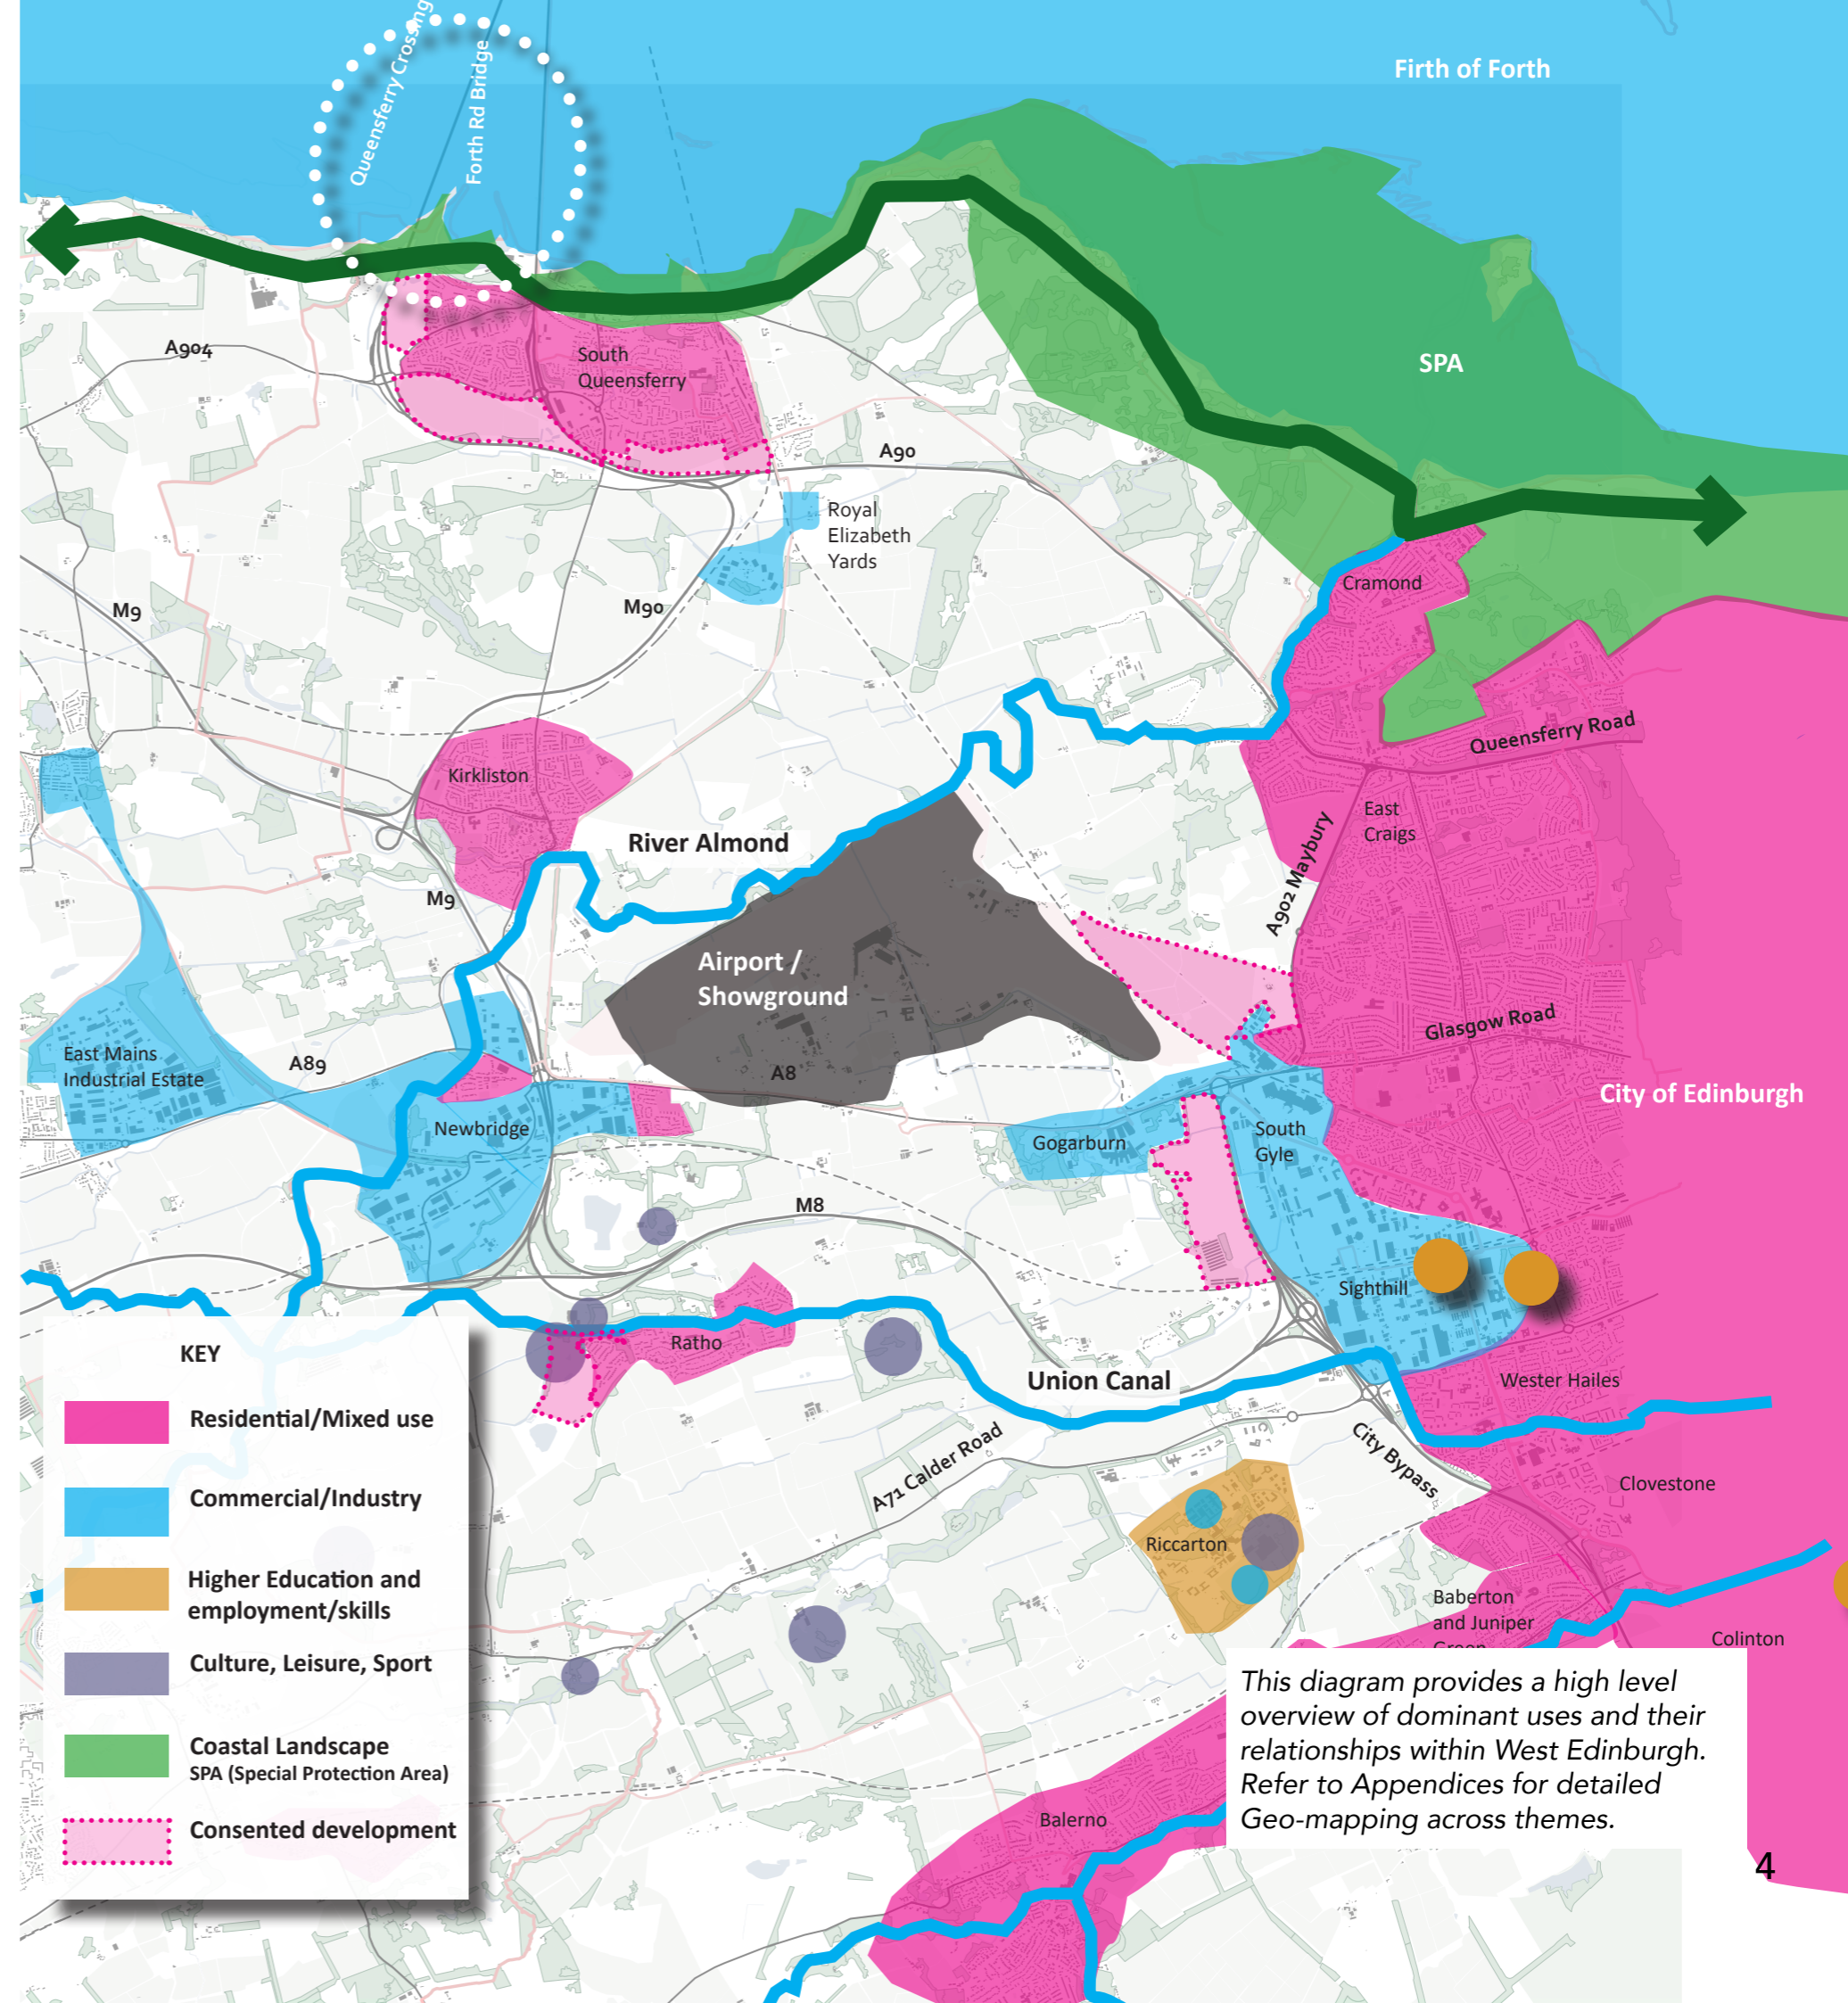 Queensferry Crossing
Forth Rd Bridge
Firth of Forth
SPA
A904
South
Queensferry
A90
Royal
Elizabeth
Yards
M9
M90
Cramond
Queensferry Road
Kirkliston
East
Craigs
River Almond
A902 Maybury
M9
Airport /
Showground
Glasgow Road
East Mains
Industrial Estate
A89
A8
City of Edinburgh
Newbridge
Gogarburn
South
Gyle
M8
Sighthill
Ratho
Union Canal
Wester Hailes
A71 Calder Road
City Bypass
Clovestone
Riccarton
Baberton
and Juniper
Green
Colinton
Balerno
KEY
Residential/Mixed use
Commercial/Industry
Higher Education and
employment/skills
Culture, Leisure, Sport
Coastal Landscape
SPA (Special Protection Area)
Consented development
This diagram provides a high level
overview of dominant uses and their
relationships within West Edinburgh.
Refer to Appendices for detailed
Geo-mapping across themes.
4